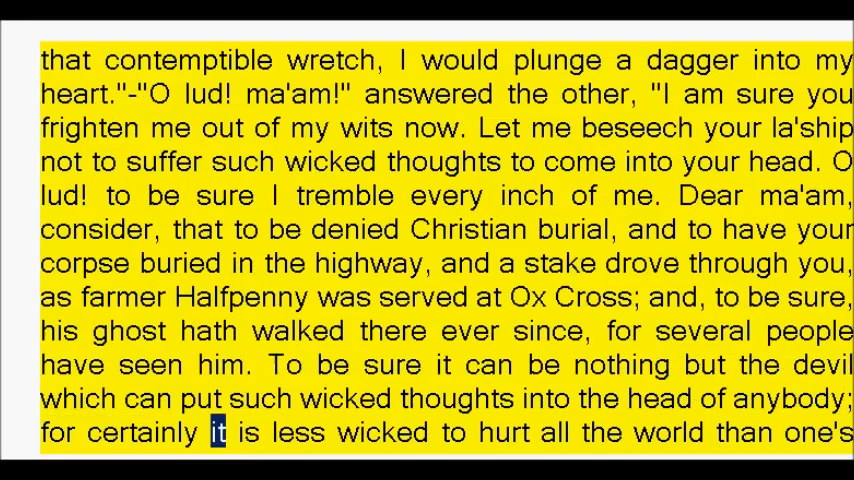 that contemptible wretch, I would plunge a dagger into my
heart."-"O lud! ma'am!" answered the other, "I am sure you
frighten me out of my wits now. Let me beseech your la'ship
not to suffer such wicked thoughts to come into your head. O
lud! to be sure I tremble every inch of me. Dear ma'am,
consider, that to be denied Christian burial, and to have your
corpse buried in the highway, and a stake drove through you,
as farmer Halfpenny was served at Ox Cross; and, to be sure,
his ghost hath walked there ever since, for several people
have seen him. To be sure it can be nothing but the devil
which can put such wicked thoughts into the head of anybody;
for certainly it is less wicked to hurt all the world than one's